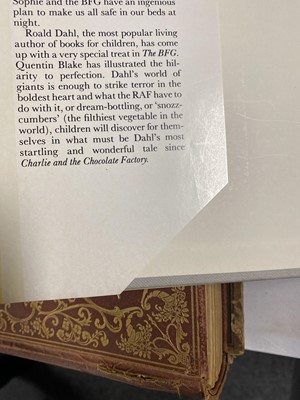 Sophie and the BFG have an ingenious
plan to make us all safe in our beds at
night.
Roald Dahl, the most popular living
author of books for children, has come
up with a very special treat in The BFG.
Quentin Blake has illustrated the hil-
arity to perfection. Dahl's world of
giants is enough to strike terror in the
boldest heart and what the RAF have to
do with it, or dream-bottling, or 'snozz-
cumbers' (the filthiest vegetable in the
world), children will discover for them-
selves in what must be Dahl's most
startling and wonderful tale since
Charlie and the Chocolate Factory.